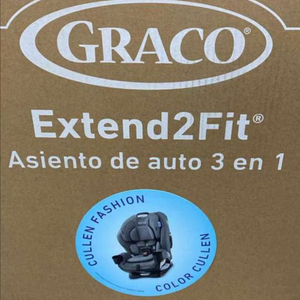 GRACO®
Extend2Fit®
Asiento de auto 3 en 1
CULLEN FASHION
COLOR CULLEN